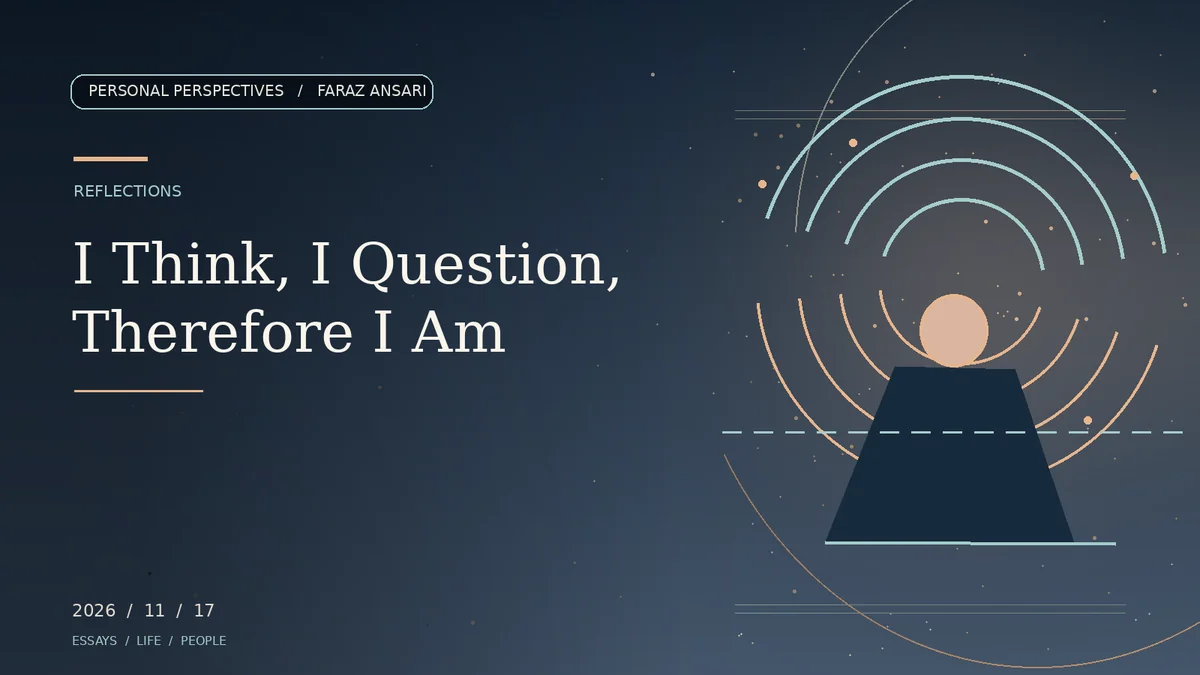 PERSONAL PERSPECTIVES / FARAZ ANSARI
REFLECTIONS
I Think, I Question,
Therefore I Am
2026 / 11 / 17
ESSAYS / LIFE / PEOPLE